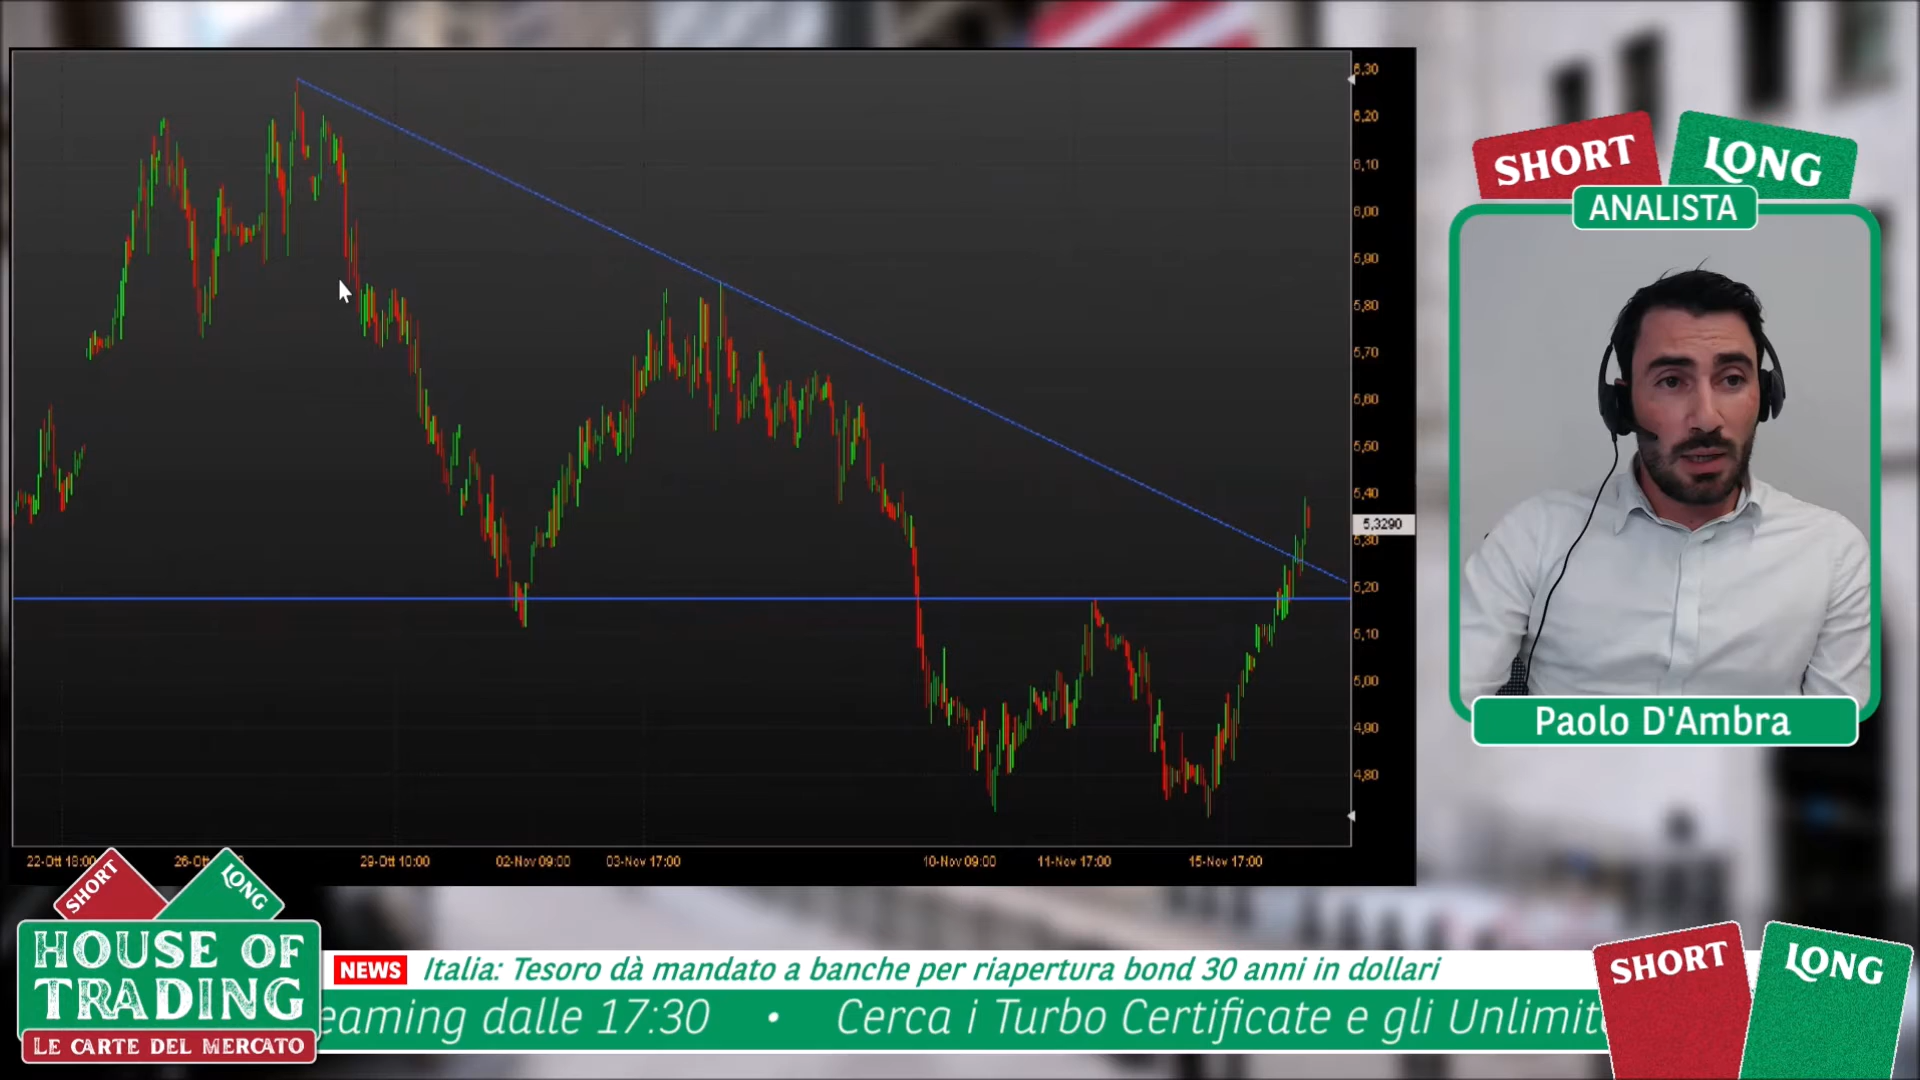 6,30
6,20
6,10
6,00
5,90
5,80
5,70
5,60
5,50
5,40
5,3290
5,30
5,20
5,10
5,00
4,90
4,80
22-Ott 18:00
26-Ott
29-Ott 10:00
02-Nov 09:00
03-Nov 17:00
10-Nov 09:00
11-Nov 17:00
15-Nov 17:00
SHORT
LONG
ANALISTA
Paolo D'Ambra
SHORT
LONG
HOUSE OF
TRADING
LE CARTE DEL MERCATO
NEWS Italia: Tesoro dà mandato a banche per riapertura bond 30 anni in dollari
eaming dalle 17:30 • Cerca i Turbo Certificate e gli Unlimit
SHORT
LONG